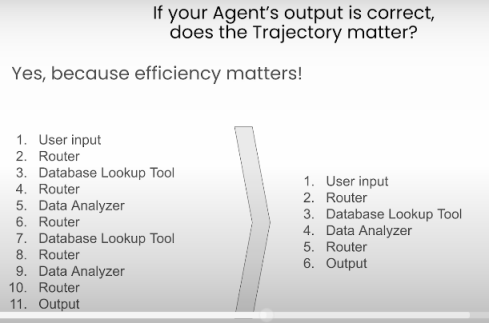 If your Agent's output is correct,
does the Trajectory matter?
Yes, because efficiency matters!
1. User input
2. Router
3. Database Lookup Tool
4. Router
5. Data Analyzer
6. Router
7. Database Lookup Tool
8. Router
9. Data Analyzer
10. Router
11. Output
1. User input
2. Router
3. Database Lookup Tool
4. Data Analyzer
5. Router
6. Output